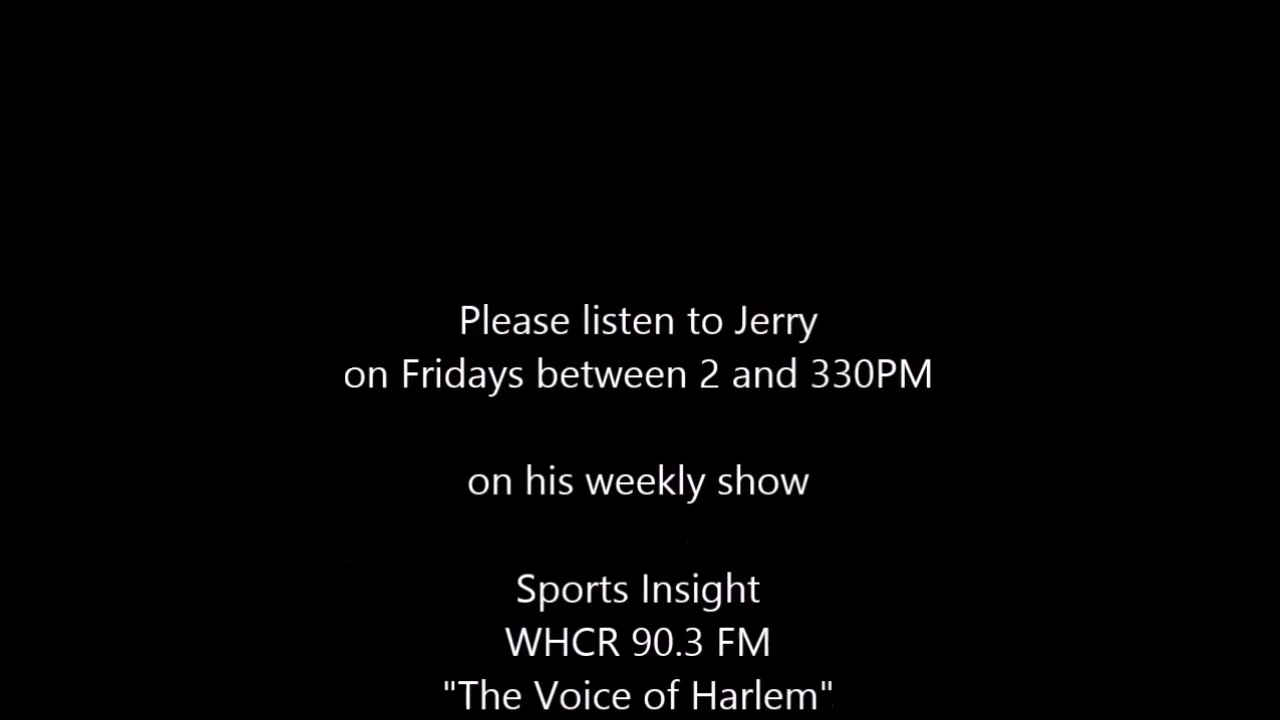 Please listen to Jerry
on Fridays between 2 and 330PM
on his weekly show
Sports Insight
WHCR 90.3 FM
"The Voice of Harlem"